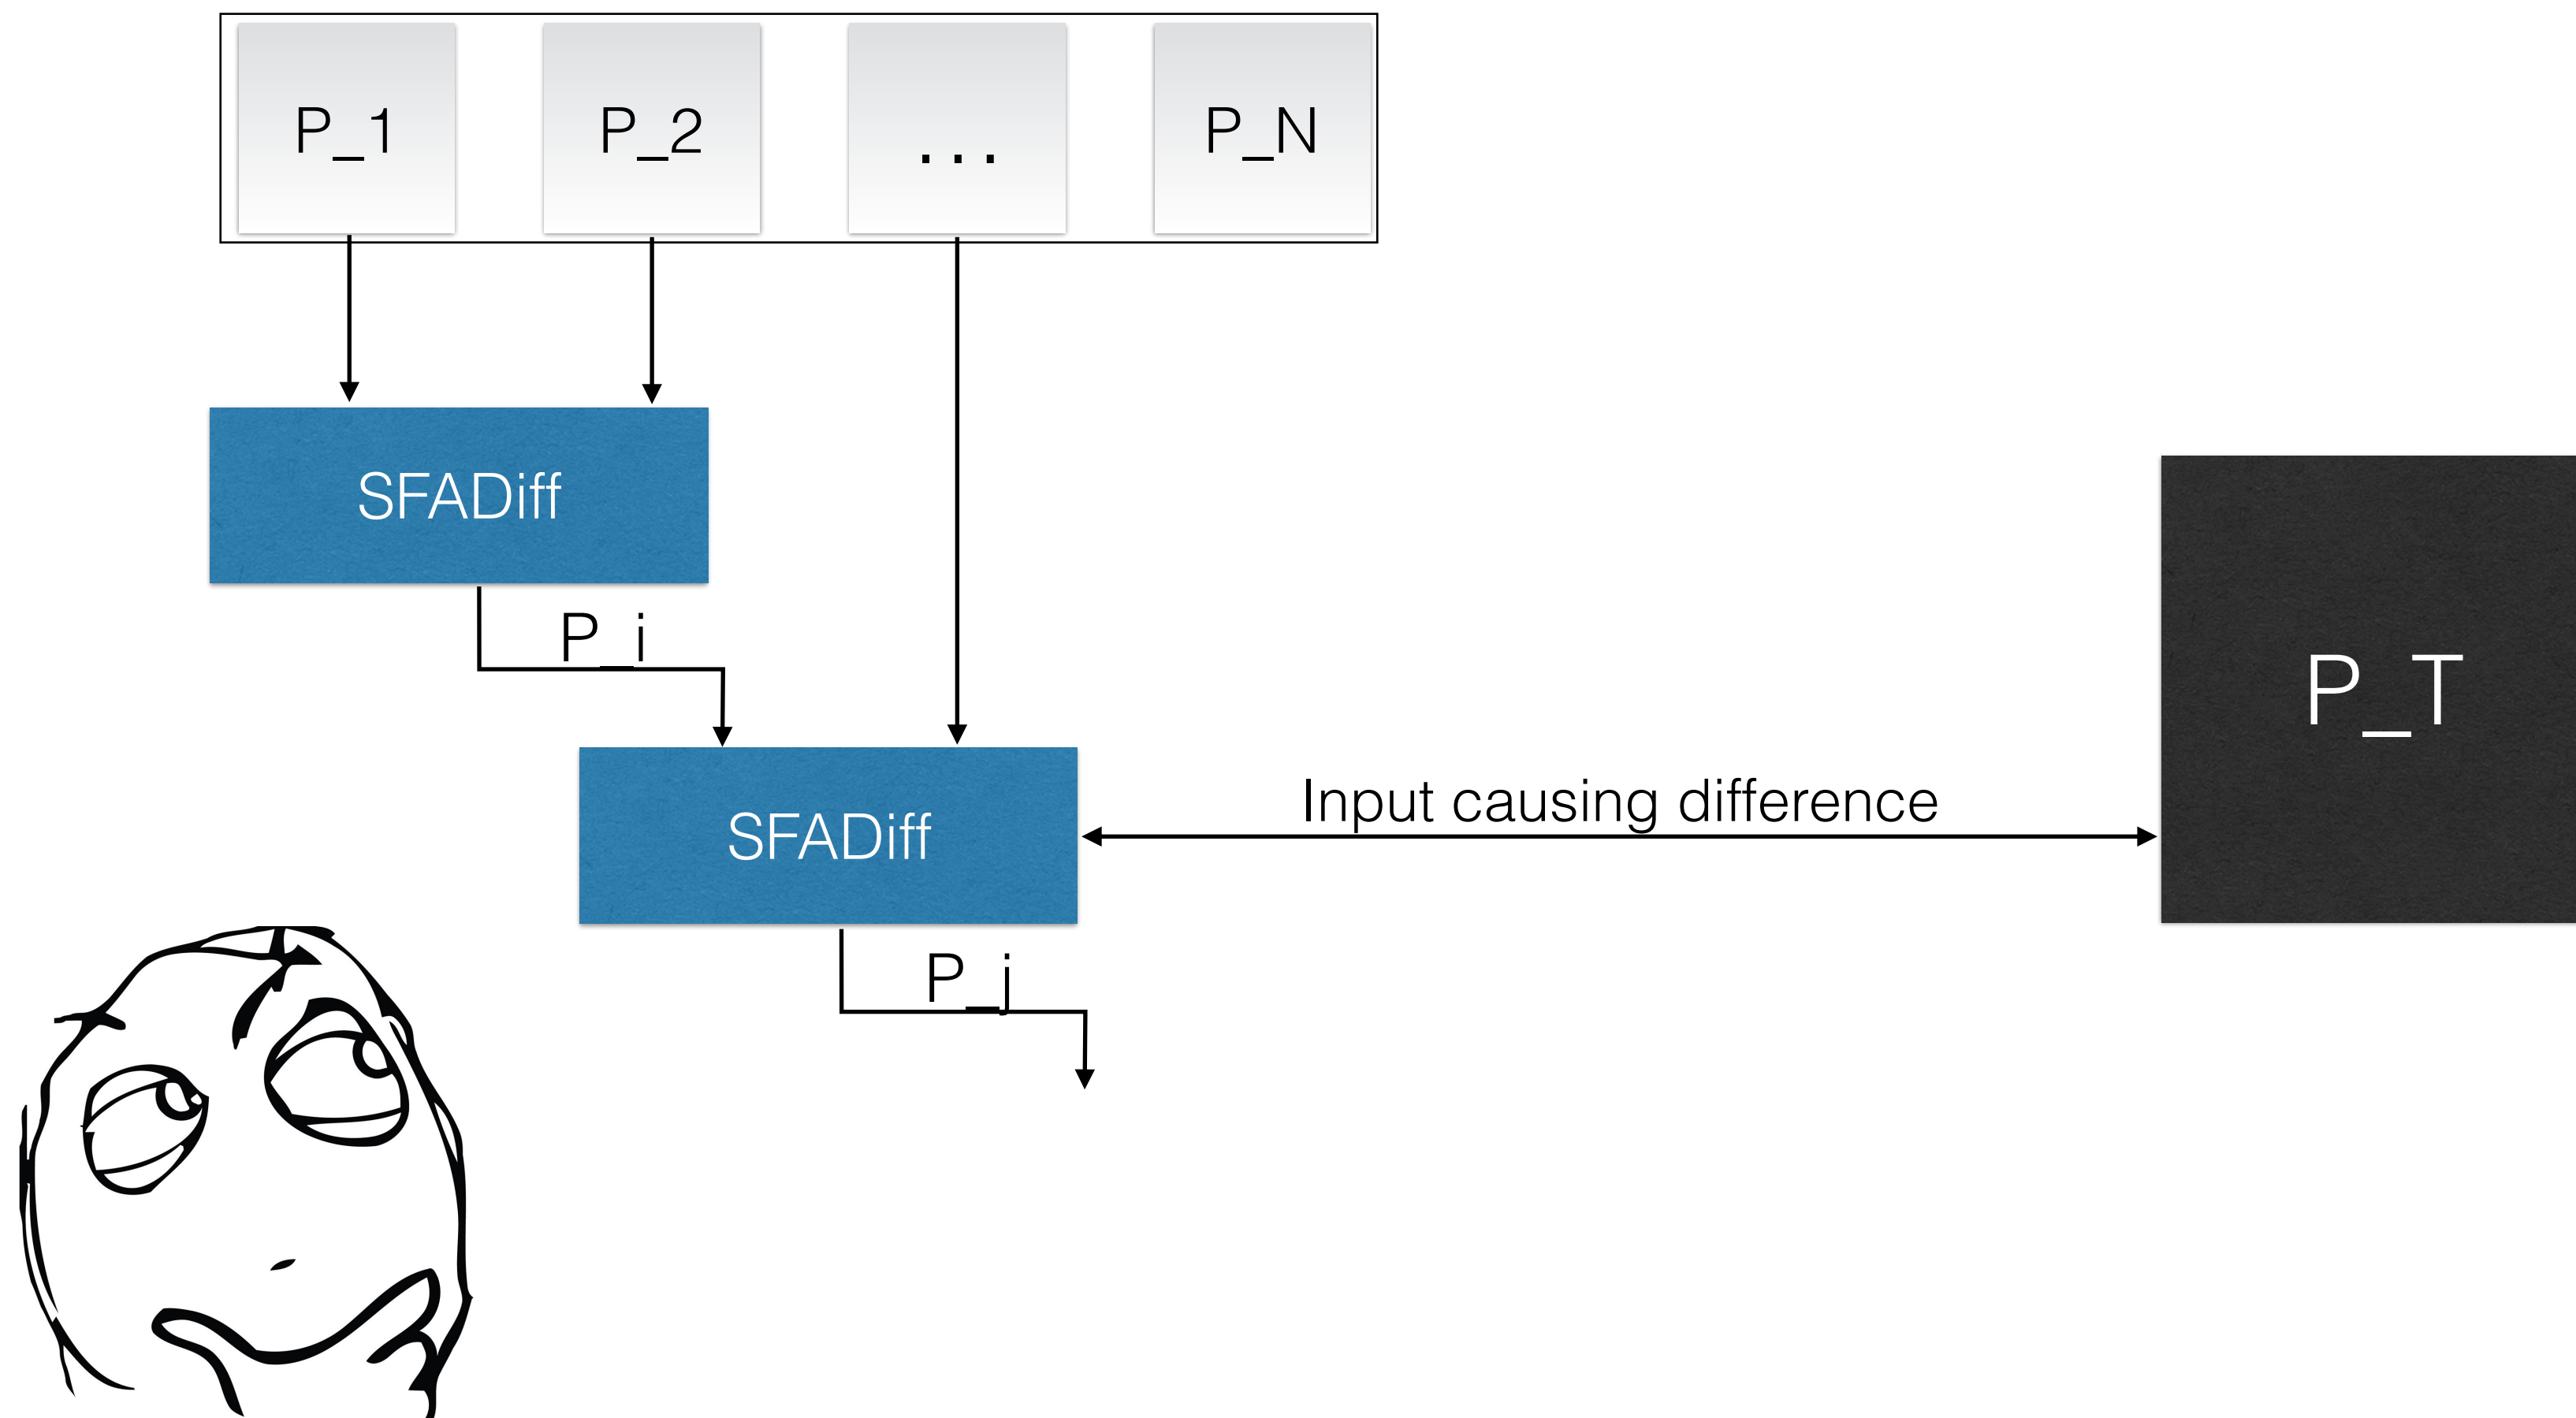 P_1
P_2
...
P_N
SFADiff
P_i
SFADiff
Input causing difference
P_T
P_j